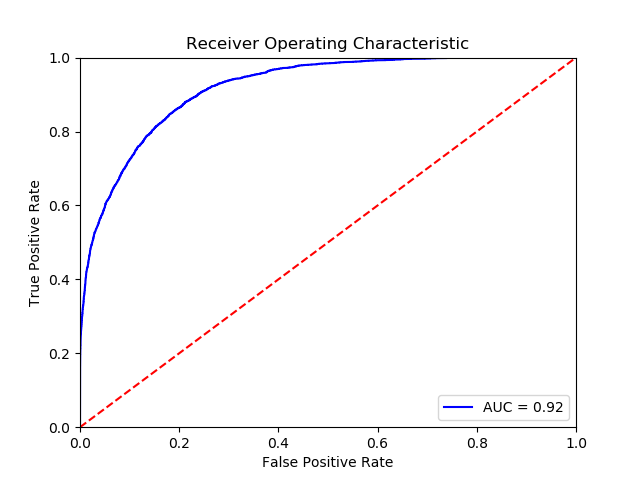 Receiver Operating Characteristic
True Positive Rate
1.0
0.8
0.6
0.4
0.2
0.0
AUC = 0.92
0.0 0.2 0.4 0.6 0.8 1.0
False Positive Rate